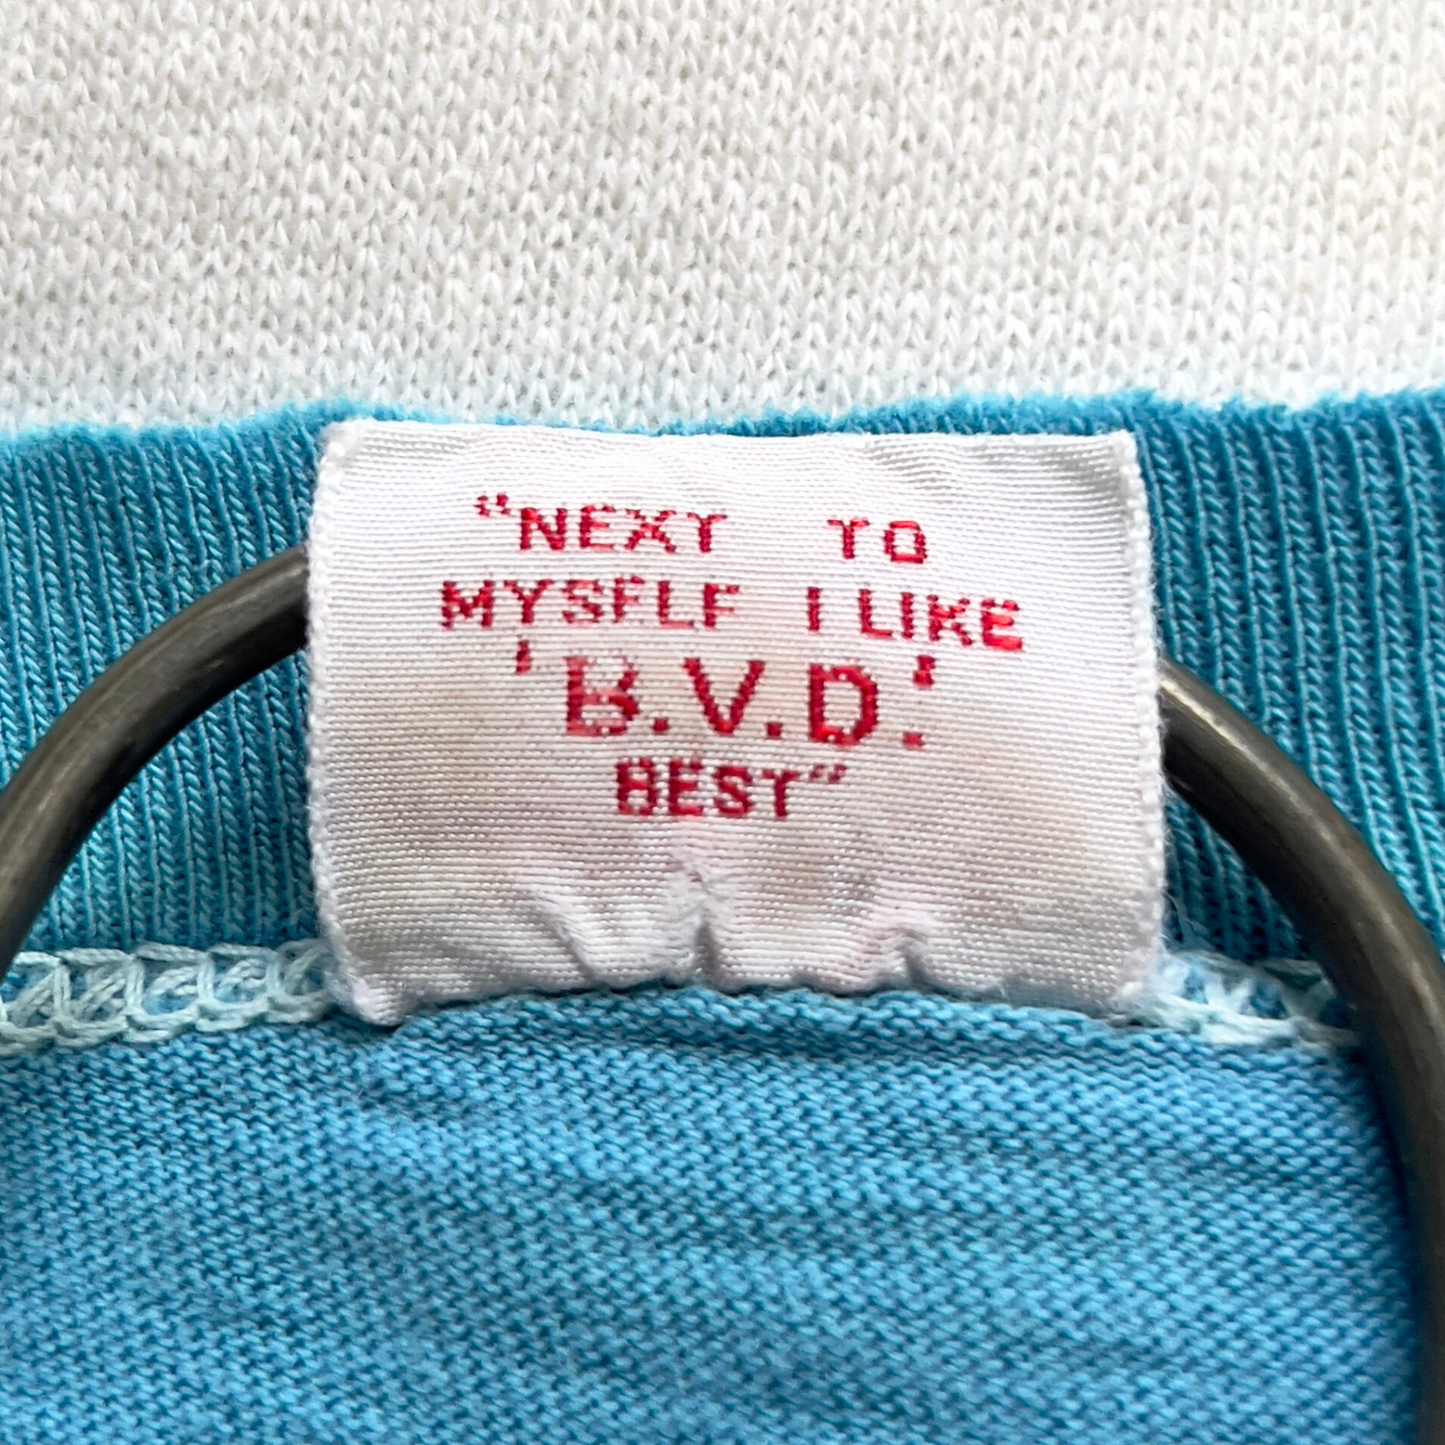 “NEXT TO
MYSELF I LIKE
'B.V.D.'
BEST“